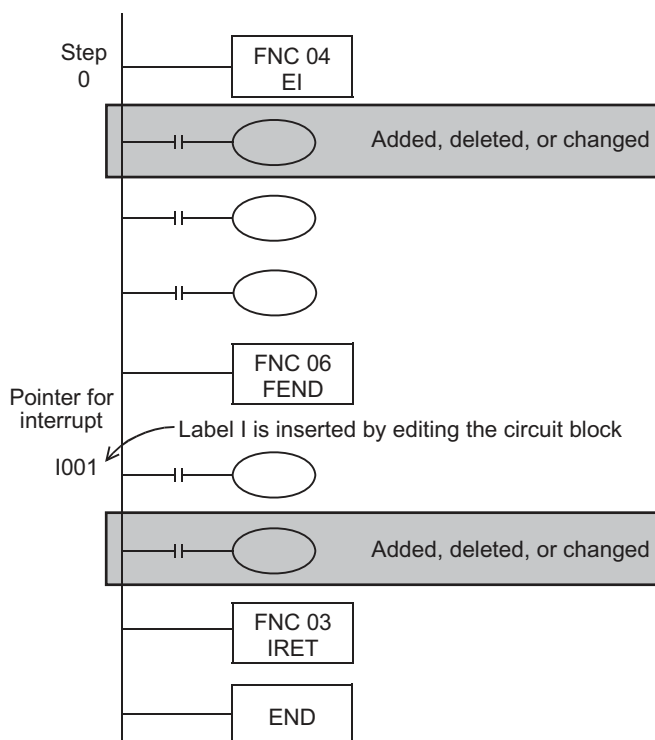 Step
0
FNC 04
EI
Added, deleted, or changed
FNC 06
FEND
Pointer for
interrupt
Label I is inserted by editing the circuit block
I001
Added, deleted, or changed
FNC 03
IRET
END